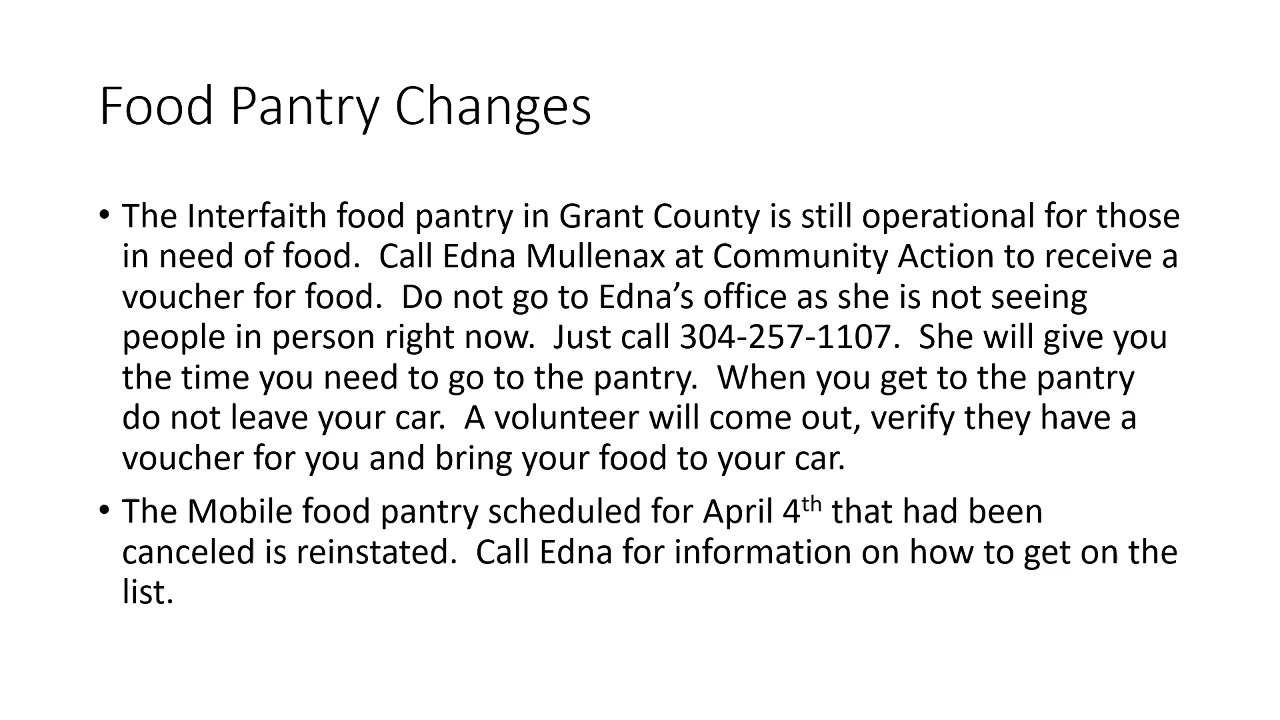 Food Pantry Changes
• The Interfaith food pantry in Grant County is still operational for those
in need of food.  Call Edna Mullenax at Community Action to receive a
voucher for food.  Do not go to Edna’s office as she is not seeing
people in person right now.  Just call 304-257-1107.  She will give you
the time you need to go to the pantry.  When you get to the pantry
do not leave your car.  A volunteer will come out, verify they have a
voucher for you and bring your food to your car.
• The Mobile food pantry scheduled for April 4th that had been
canceled is reinstated.  Call Edna for information on how to get on the
list.